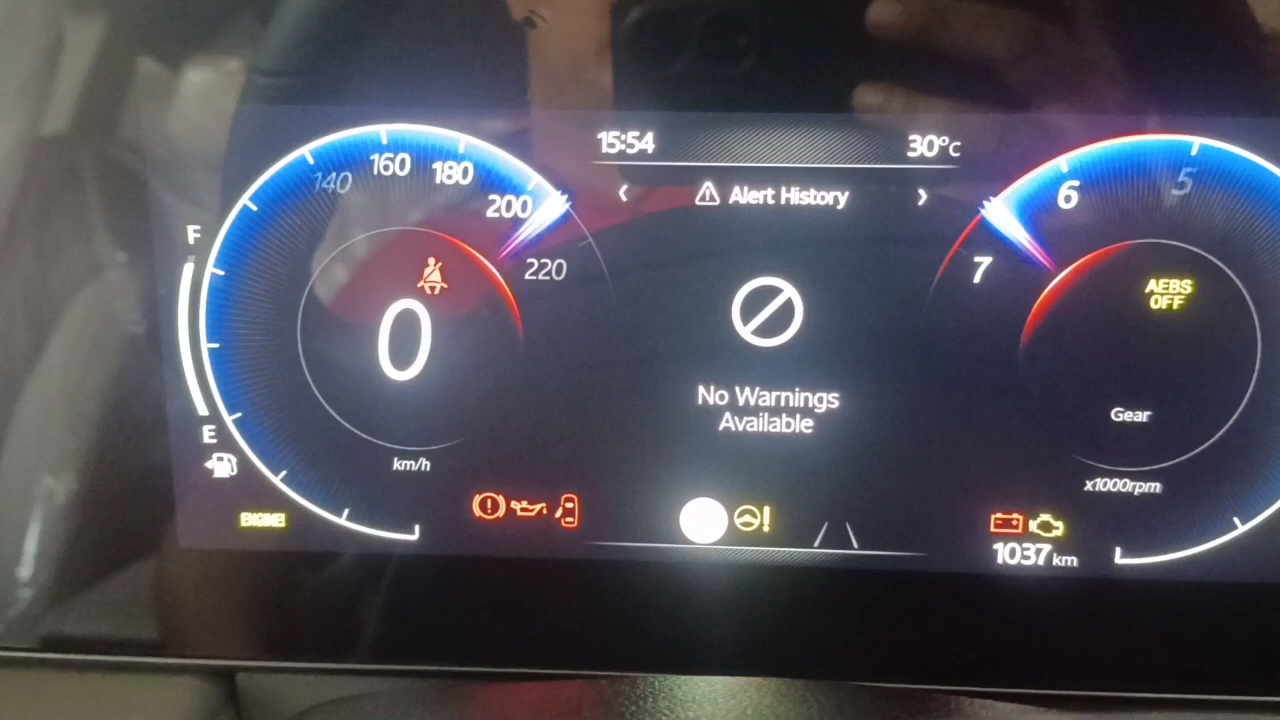 15:54
30°C
Alert History
140
160
180
200
220
F
E
0
km/h
ENGINE!
No Warnings
Available
7
6
5
AEBS
OFF
Gear
x1000rpm
1037 km